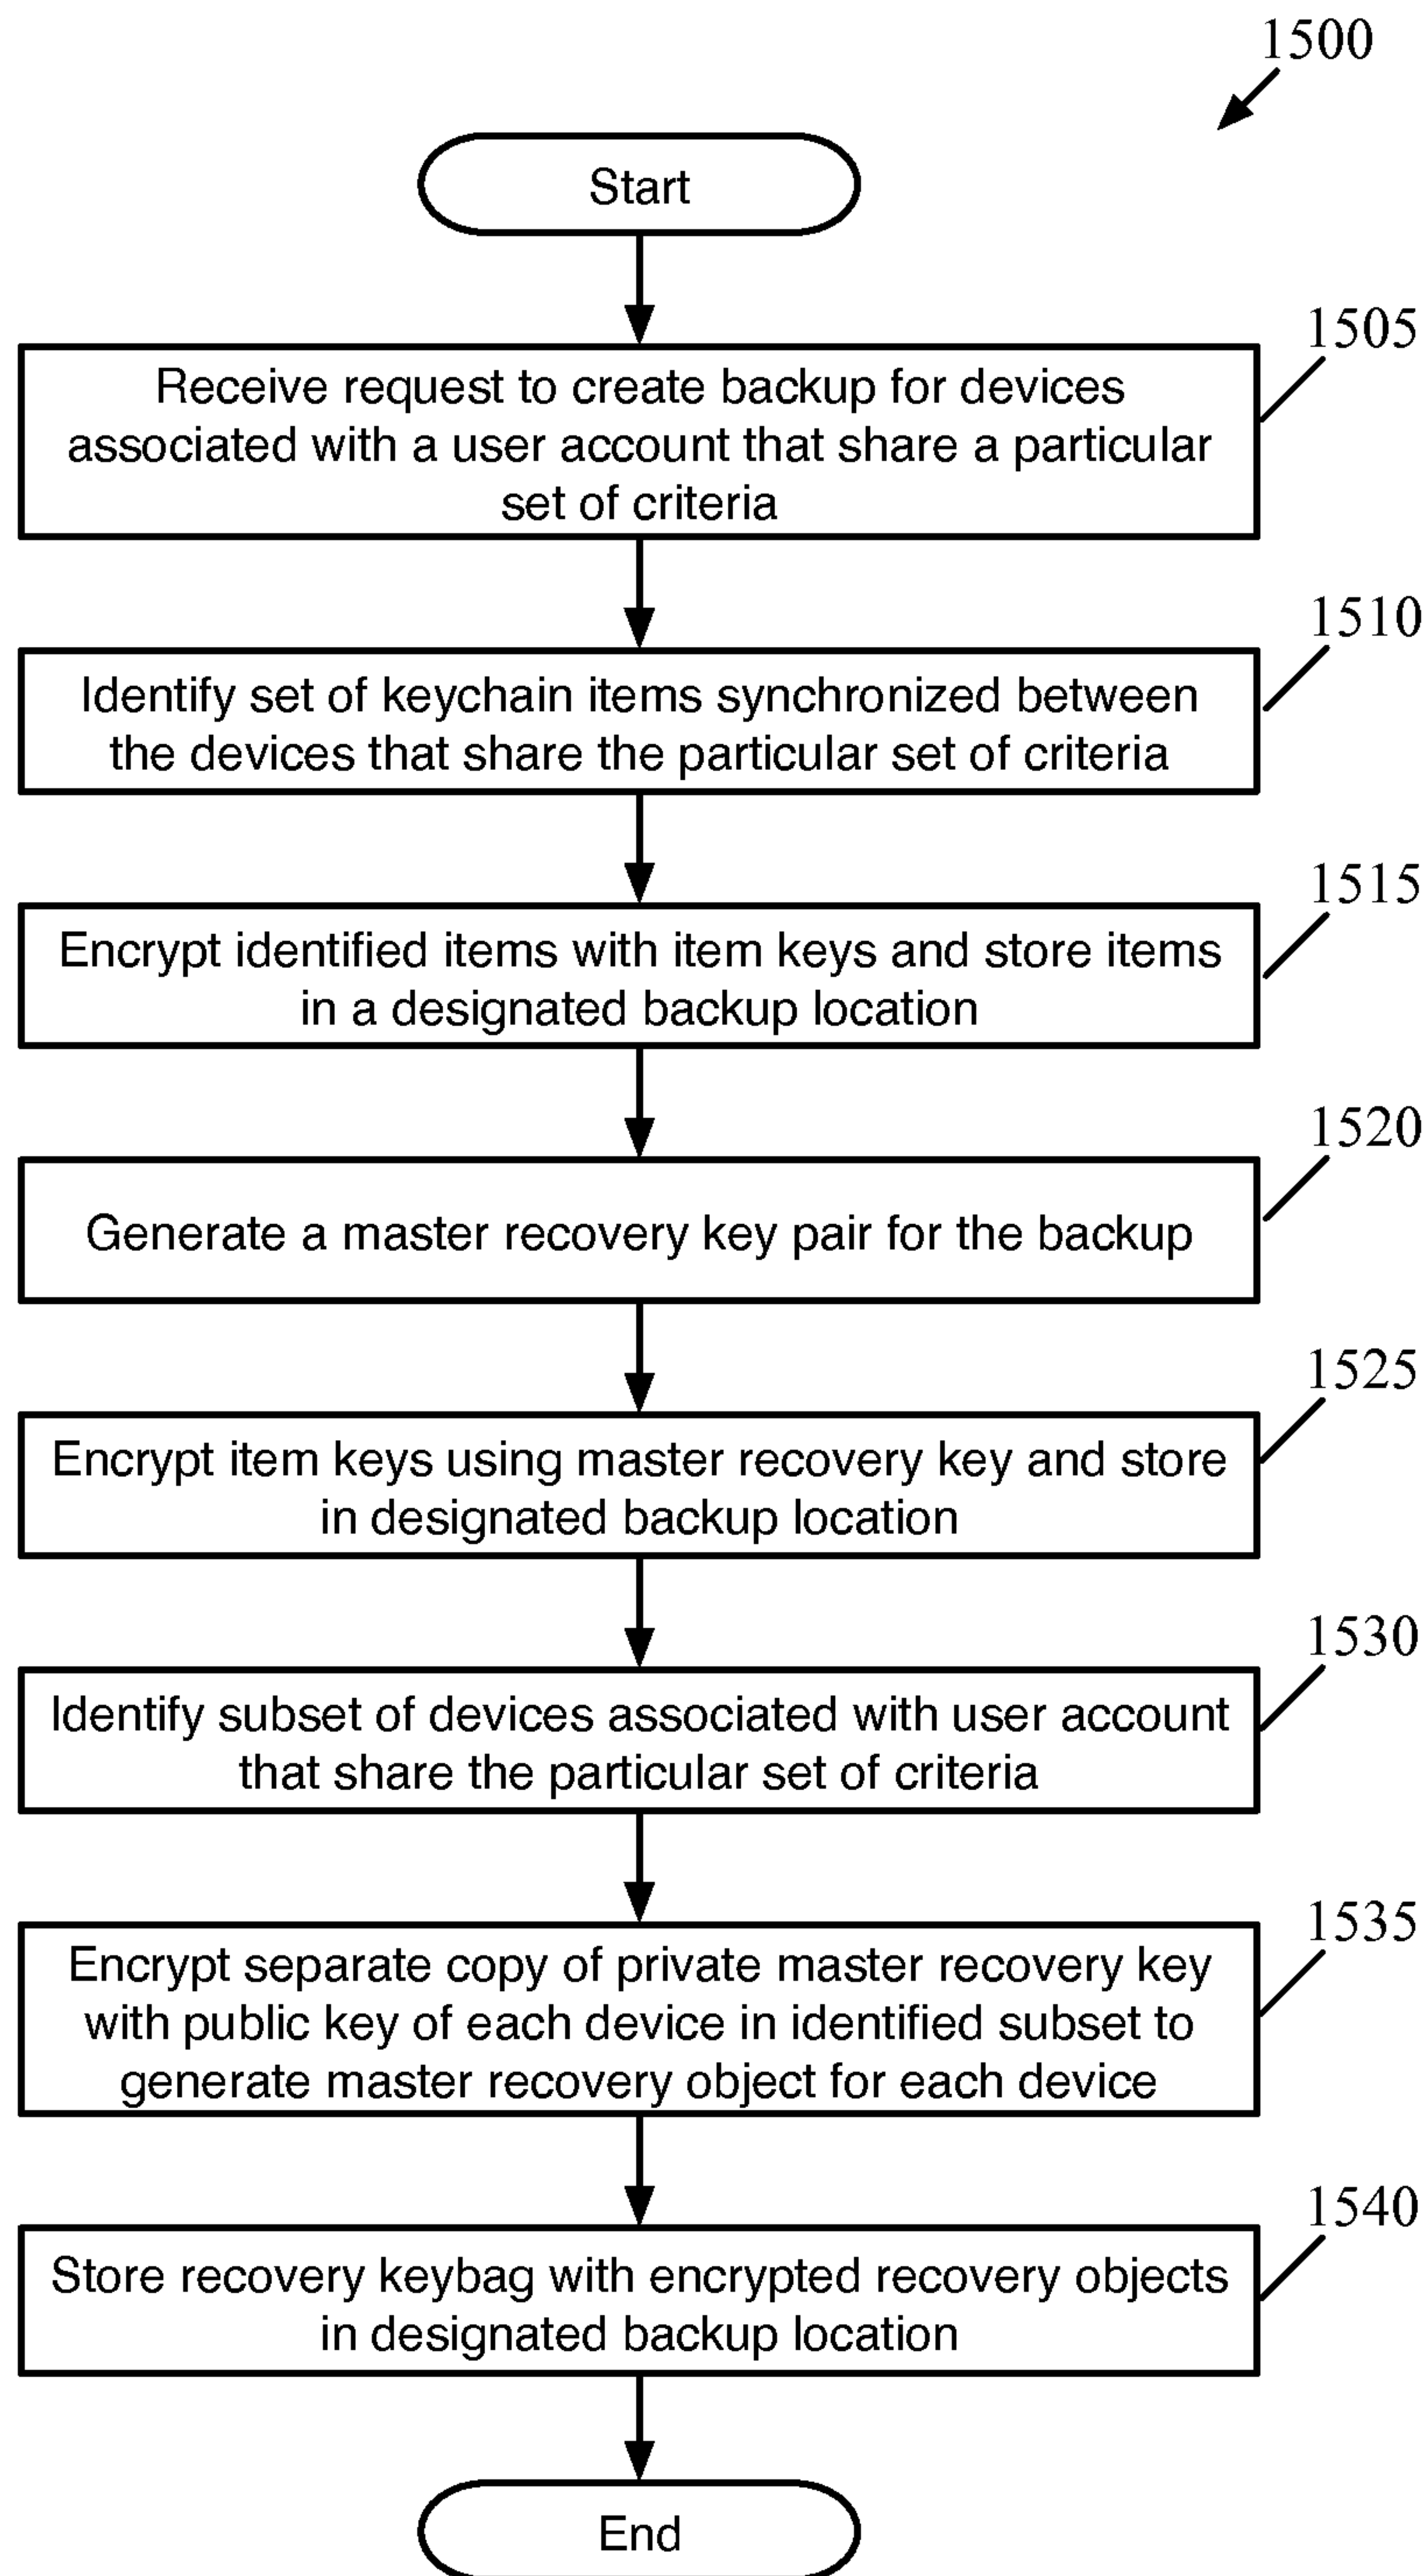 1500
Start
1505
Receive request to create backup for devices
associated with a user account that share a particular
set of criteria
1510
Identify set of keychain items synchronized between
the devices that share the particular set of criteria
1515
Encrypt identified items with item keys and store items
in a designated backup location
1520
Generate a master recovery key pair for the backup
1525
Encrypt item keys using master recovery key and store
in designated backup location
1530
Identify subset of devices associated with user account
that share the particular set of criteria
1535
Encrypt separate copy of private master recovery key
with public key of each device in identified subset to
generate master recovery object for each device
1540
Store recovery keybag with encrypted recovery objects
in designated backup location
End